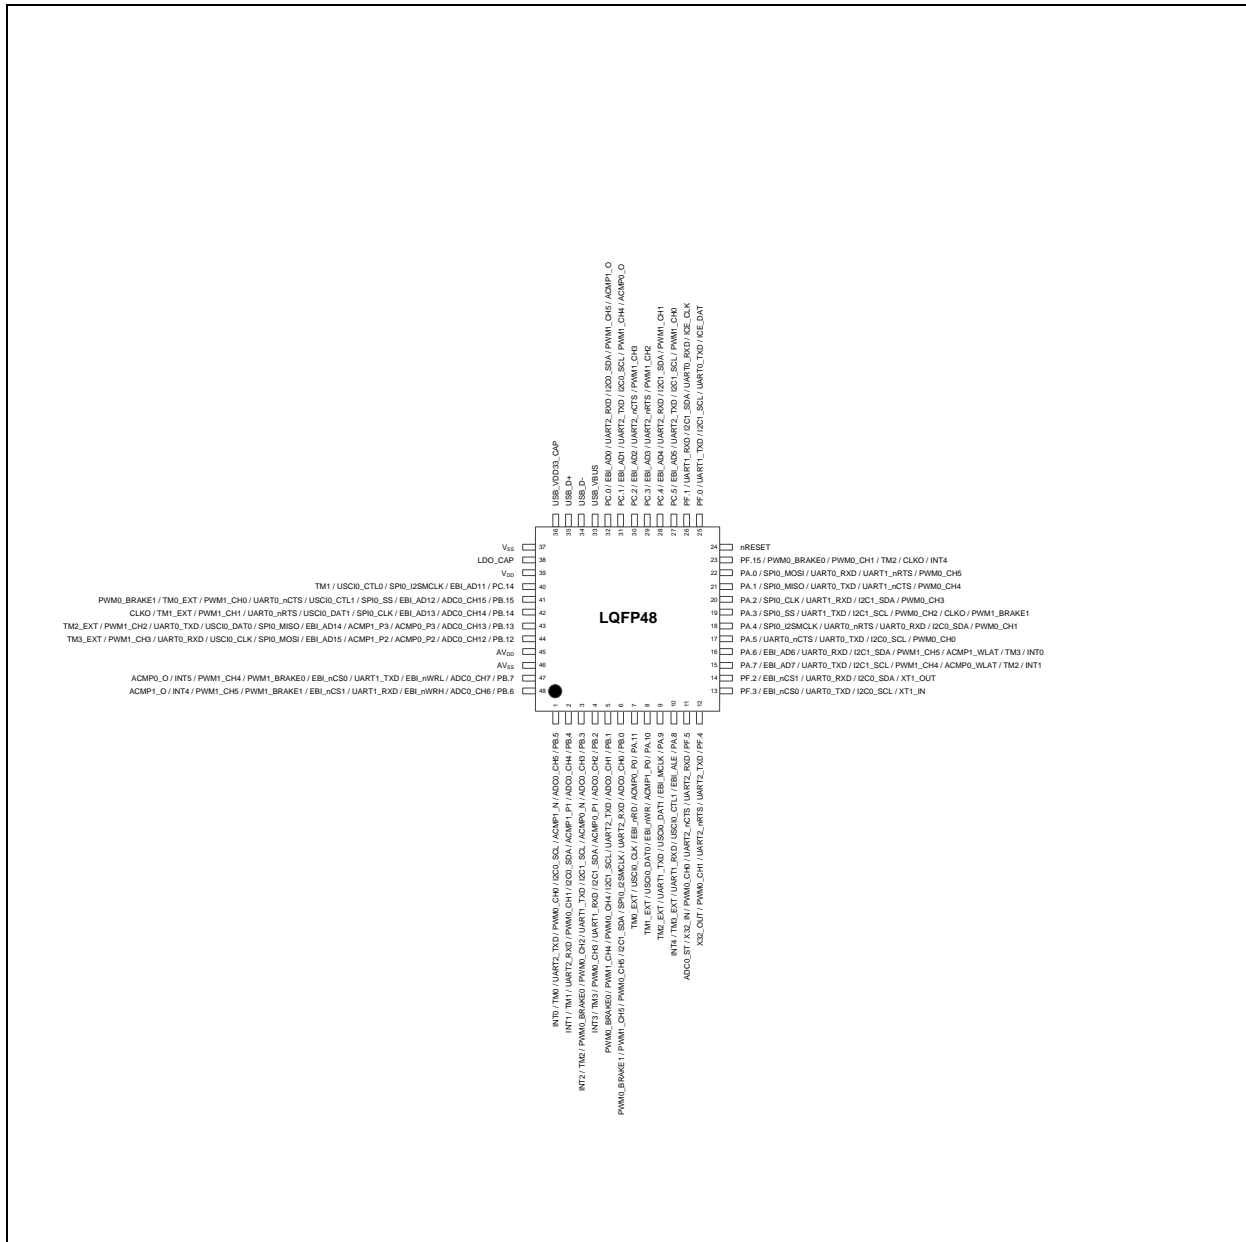 USB_VDD33_CAP
USB_D+
USB_D-
USB_VBUS
PC.0 / EBI_AD0 / UART2_RXD / I2C0_SDA / PWM1_CH5 / ACMP1_O
PC.1 / EBI_AD1 / UART2_TXD / I2C0_SCL / PWM1_CH4 / ACMP0_O
PC.2 / EBI_AD2 / UART2_nCTS / PWM1_CH3
PC.3 / EBI_AD3 / UART2_nRTS / PWM1_CH2
PC.4 / EBI_AD4 / UART2_RXD / I2C1_SDA / PWM1_CH1
PC.5 / EBI_AD5 / UART2_TXD / I2C1_SCL / PWM1_CH0
PF.1 / UART1_RXD / I2C1_SDA / UART0_RXD / ICE_CLK
PF.0 / UART1_TXD / I2C1_SCL / UART0_TXD / ICE_DAT
36 35 34 33 32 31 30 29 28 27 26 25
VSS 37
LDO_CAP 38
VDD 39
TM1 / USCI0_CTL0 / SPI0_I2SMCLK / EBI_AD11 / PC.14 40
PWM0_BRAKE1 / TM0_EXT / PWM1_CH0 / UART0_nCTS / USCI0_CTL1 / SPI0_SS / EBI_AD12 / ADC0_CH15 / PB.15 41
CLKO / TM1_EXT / PWM1_CH1 / UART0_nRTS / USCI0_DAT1 / SPI0_CLK / EBI_AD13 / ADC0_CH14 / PB.14 42
TM2_EXT / PWM1_CH2 / UART0_TXD / USCI0_DAT0 / SPI0_MISO / EBI_AD14 / ACMP1_P3 / ACMP0_P3 / ADC0_CH13 / PB.13 43
TM3_EXT / PWM1_CH3 / UART0_RXD / USCI0_CLK / SPI0_MOSI / EBI_AD15 / ACMP1_P2 / ACMP0_P2 / ADC0_CH12 / PB.12 44
AVDD 45
AVSS 46
ACMP0_O / INT5 / PWM1_CH4 / PWM1_BRAKE0 / EBI_nCS0 / UART1_TXD / EBI_nWRL / ADC0_CH7 / PB.7 47
ACMP1_O / INT4 / PWM1_CH5 / PWM1_BRAKE1 / EBI_nCS1 / UART1_RXD / EBI_nWRH / ADC0_CH6 / PB.6 48
LQFP48
24 nRESET
23 PF.15 / PWM0_BRAKE0 / PWM0_CH1 / TM2 / CLKO / INT4
22 PA.0 / SPI0_MOSI / UART0_RXD / UART1_nRTS / PWM0_CH5
21 PA.1 / SPI0_MISO / UART0_TXD / UART1_nCTS / PWM0_CH4
20 PA.2 / SPI0_CLK / UART1_RXD / I2C1_SDA / PWM0_CH3
19 PA.3 / SPI0_SS / UART1_TXD / I2C1_SCL / PWM0_CH2 / CLKO / PWM1_BRAKE1
18 PA.4 / SPI0_I2SMCLK / UART0_nRTS / UART0_RXD / I2C0_SDA / PWM0_CH1
17 PA.5 / UART0_nCTS / UART0_TXD / I2C0_SCL / PWM0_CH0
16 PA.6 / EBI_AD6 / UART0_RXD / I2C1_SDA / PWM1_CH5 / ACMP1_WLAT / TM3 / INT0
15 PA.7 / EBI_AD7 / UART0_TXD / I2C1_SCL / PWM1_CH4 / ACMP0_WLAT / TM2 / INT1
14 PF.2 / EBI_nCS1 / UART0_RXD / I2C0_SDA / XT1_OUT
13 PF.3 / EBI_nCS0 / UART0_TXD / I2C0_SCL / XT1_IN
1 2 3 4 5 6 7 8 9 10 11 12
INT0 / TM0 / UART2_TXD / PWM0_CH0 / I2C0_SCL / ACMP1_N / ADC0_CH5 / PB.5
INT1 / TM1 / UART2_RXD / PWM0_CH1 / I2C0_SDA / ACMP1_P1 / ADC0_CH4 / PB.4
INT2 / TM2 / PWM0_BRAKE0 / PWM0_CH2 / UART1_TXD / I2C1_SCL / ACMP0_N / ADC0_CH3 / PB.3
INT3 / TM3 / PWM0_CH3 / UART1_RXD / I2C1_SDA / ACMP0_P1 / ADC0_CH2 / PB.2
PWM0_BRAKE0 / PWM1_CH4 / PWM0_CH4 / I2C1_SCL / UART2_TXD / ADC0_CH1 / PB.1
PWM0_BRAKE1 / PWM1_CH5 / PWM0_CH5 / I2C1_SDA / SPI0_I2SMCLK / UART2_RXD / ADC0_CH0 / PB.0
TM0_EXT / USCI0_CLK / EBI_nRD / ACMP0_P0 / PA.11
TM1_EXT / USCI0_DAT0 / EBI_nWR / ACMP1_P0 / PA.10
TM2_EXT / UART1_TXD / USCI0_DAT1 / EBI_MCLK / PA.9
INT4 / TM3_EXT / UART1_RXD / USCI0_CTL1 / EBI_ALE / PA.8
ADC0_ST / X32_IN / PWM0_CH0 / UART2_nCTS / UART2_RXD / PF.5
X32_OUT / PWM0_CH1 / UART2_nRTS / UART2_TXD / PF.4